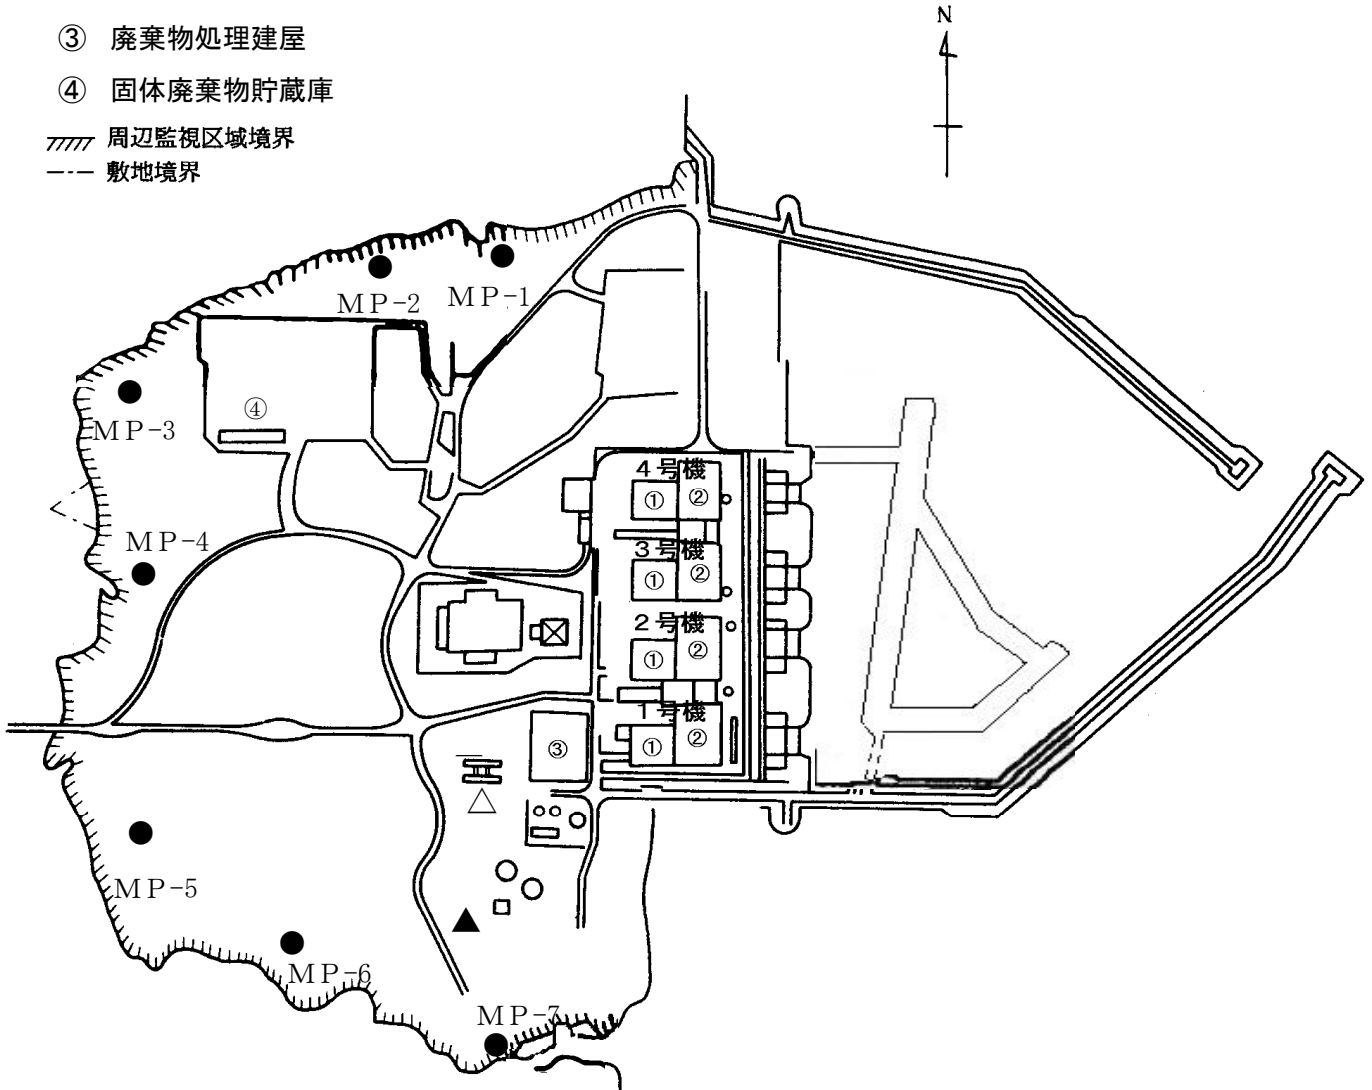 ③ 廃棄物処理建屋
④ 固体廃棄物貯蔵庫
周辺監視区域境界
敷地境界
N
MP-1
MP-2
MP-3
④
MP-4
4号機
① ②
3号機
① ②
2号機
① ②
1号機
① ②
③
MP-5
MP-6
MP-7